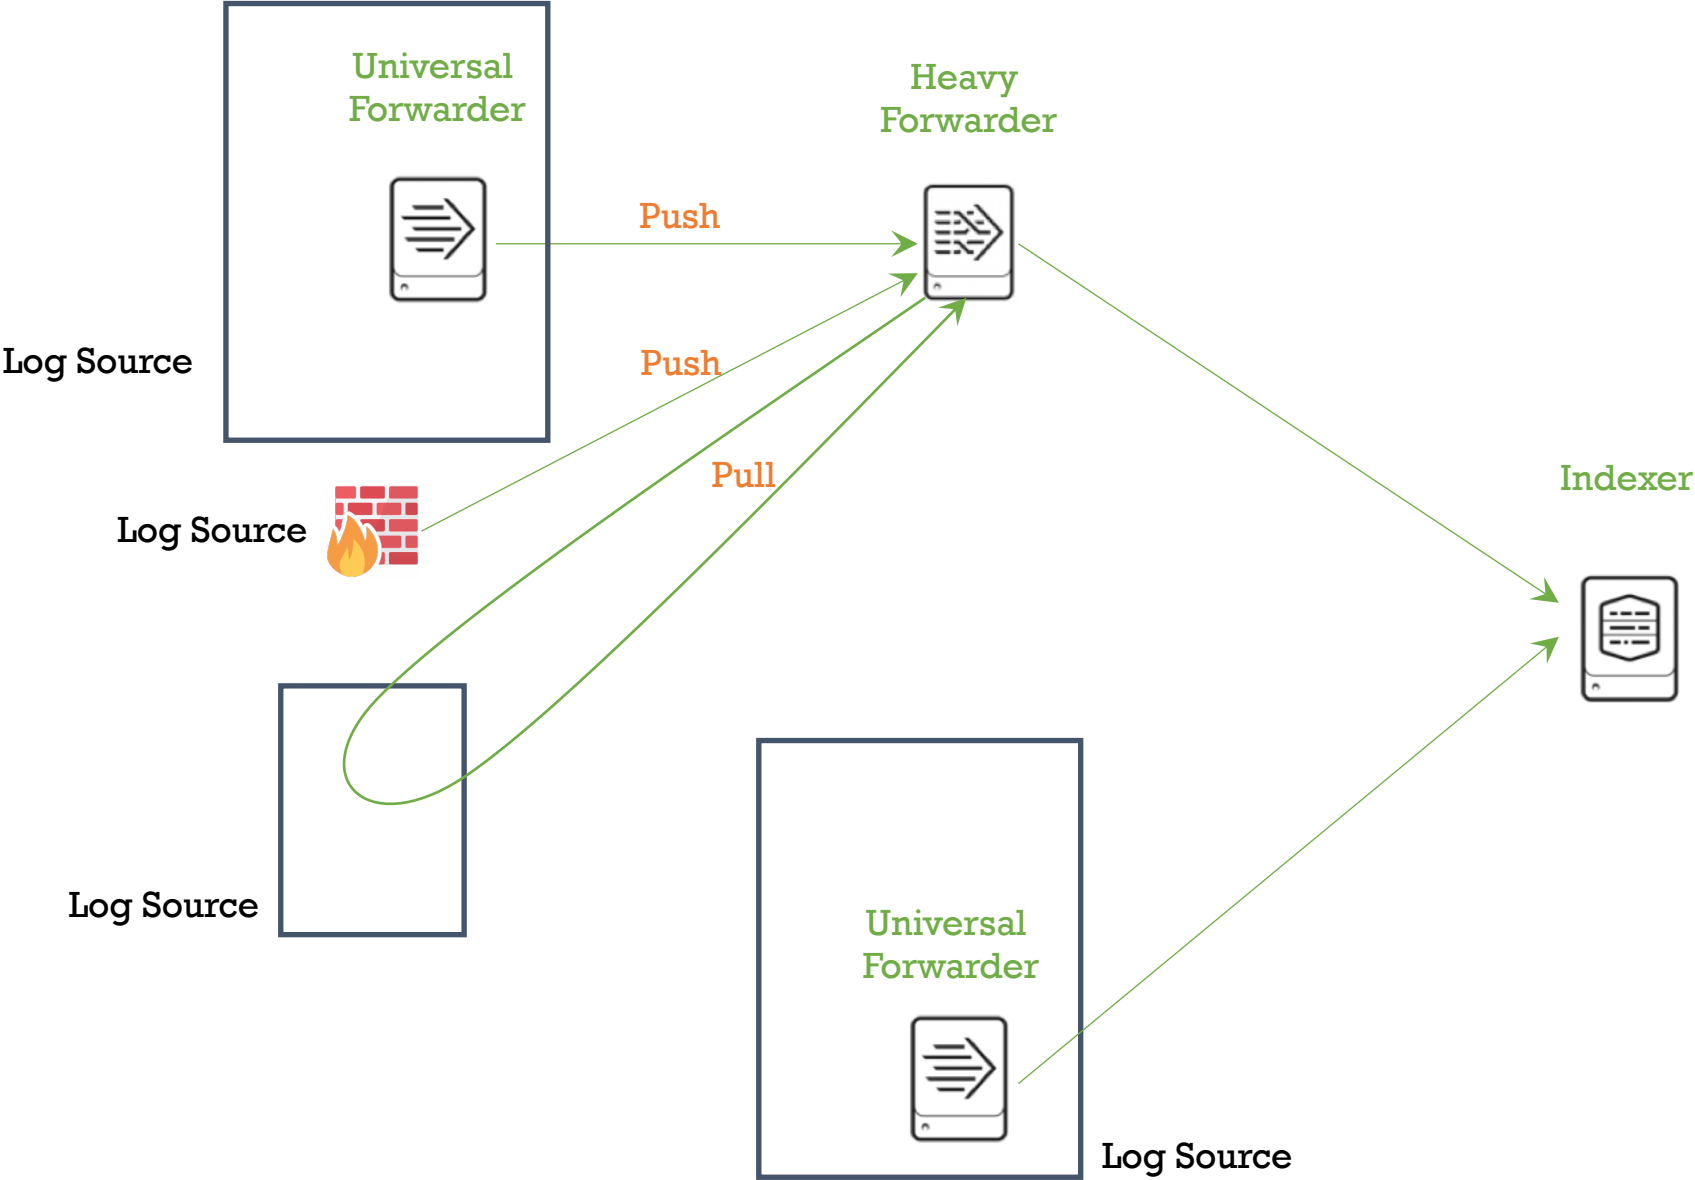 Universal
Forwarder
Heavy
Forwarder
Push
Log Source
Push
Pull
Indexer
Log Source
Log Source
Universal
Forwarder
Log Source